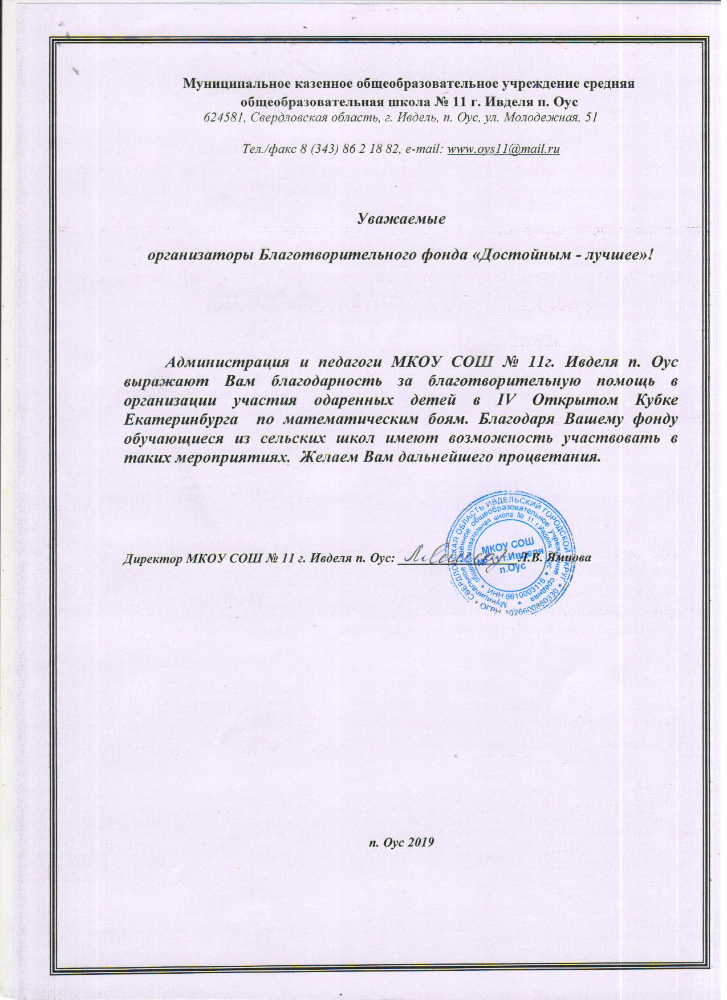 Муниципальное казенное общеобразовательное учреждение средняя
общеобразовательная школа № 11 г. Ивделя п. Оус
624581, Свердловская область, г. Ивдель, п. Оус, ул. Молодежная, 51
Тел./факс 8 (343) 86 2 18 82, e-mail: www.oys11@mail.ru
Уважаемые
организаторы Благотворительного фонда «Достойным - лучшее»!
Администрация и педагоги МКОУ СОШ № 11г. Ивделя п. Оус
выражают Вам благодарность за благотворительную помощь в
организации участия одаренных детей в IV Открытом Кубке
Екатеринбурга по математическим боям. Благодаря Вашему фонду
обучающиеся из сельских школ имеют возможность участвовать в
таких мероприятиях. Желаем Вам дальнейшего процветания.
Директор МКОУ СОШ № 11 г. Ивделя п. Оус: Л.В. Ямнова
СВЕРДЛОВСКАЯ ОБЛАСТЬ ИВДЕЛЬСКИЙ ГОРОДСКОЙ ОКРУГ * ОГРН 1026600860330 *
Муниципальное казённое общеобразовательное учреждение средняя *
общеобразовательная школа № 11 г.Ивделя п.Оус * ИНН 6610003116 *
МКОУ СОШ
№ 11 г.Ивделя
п.Оус
п. Оус 2019